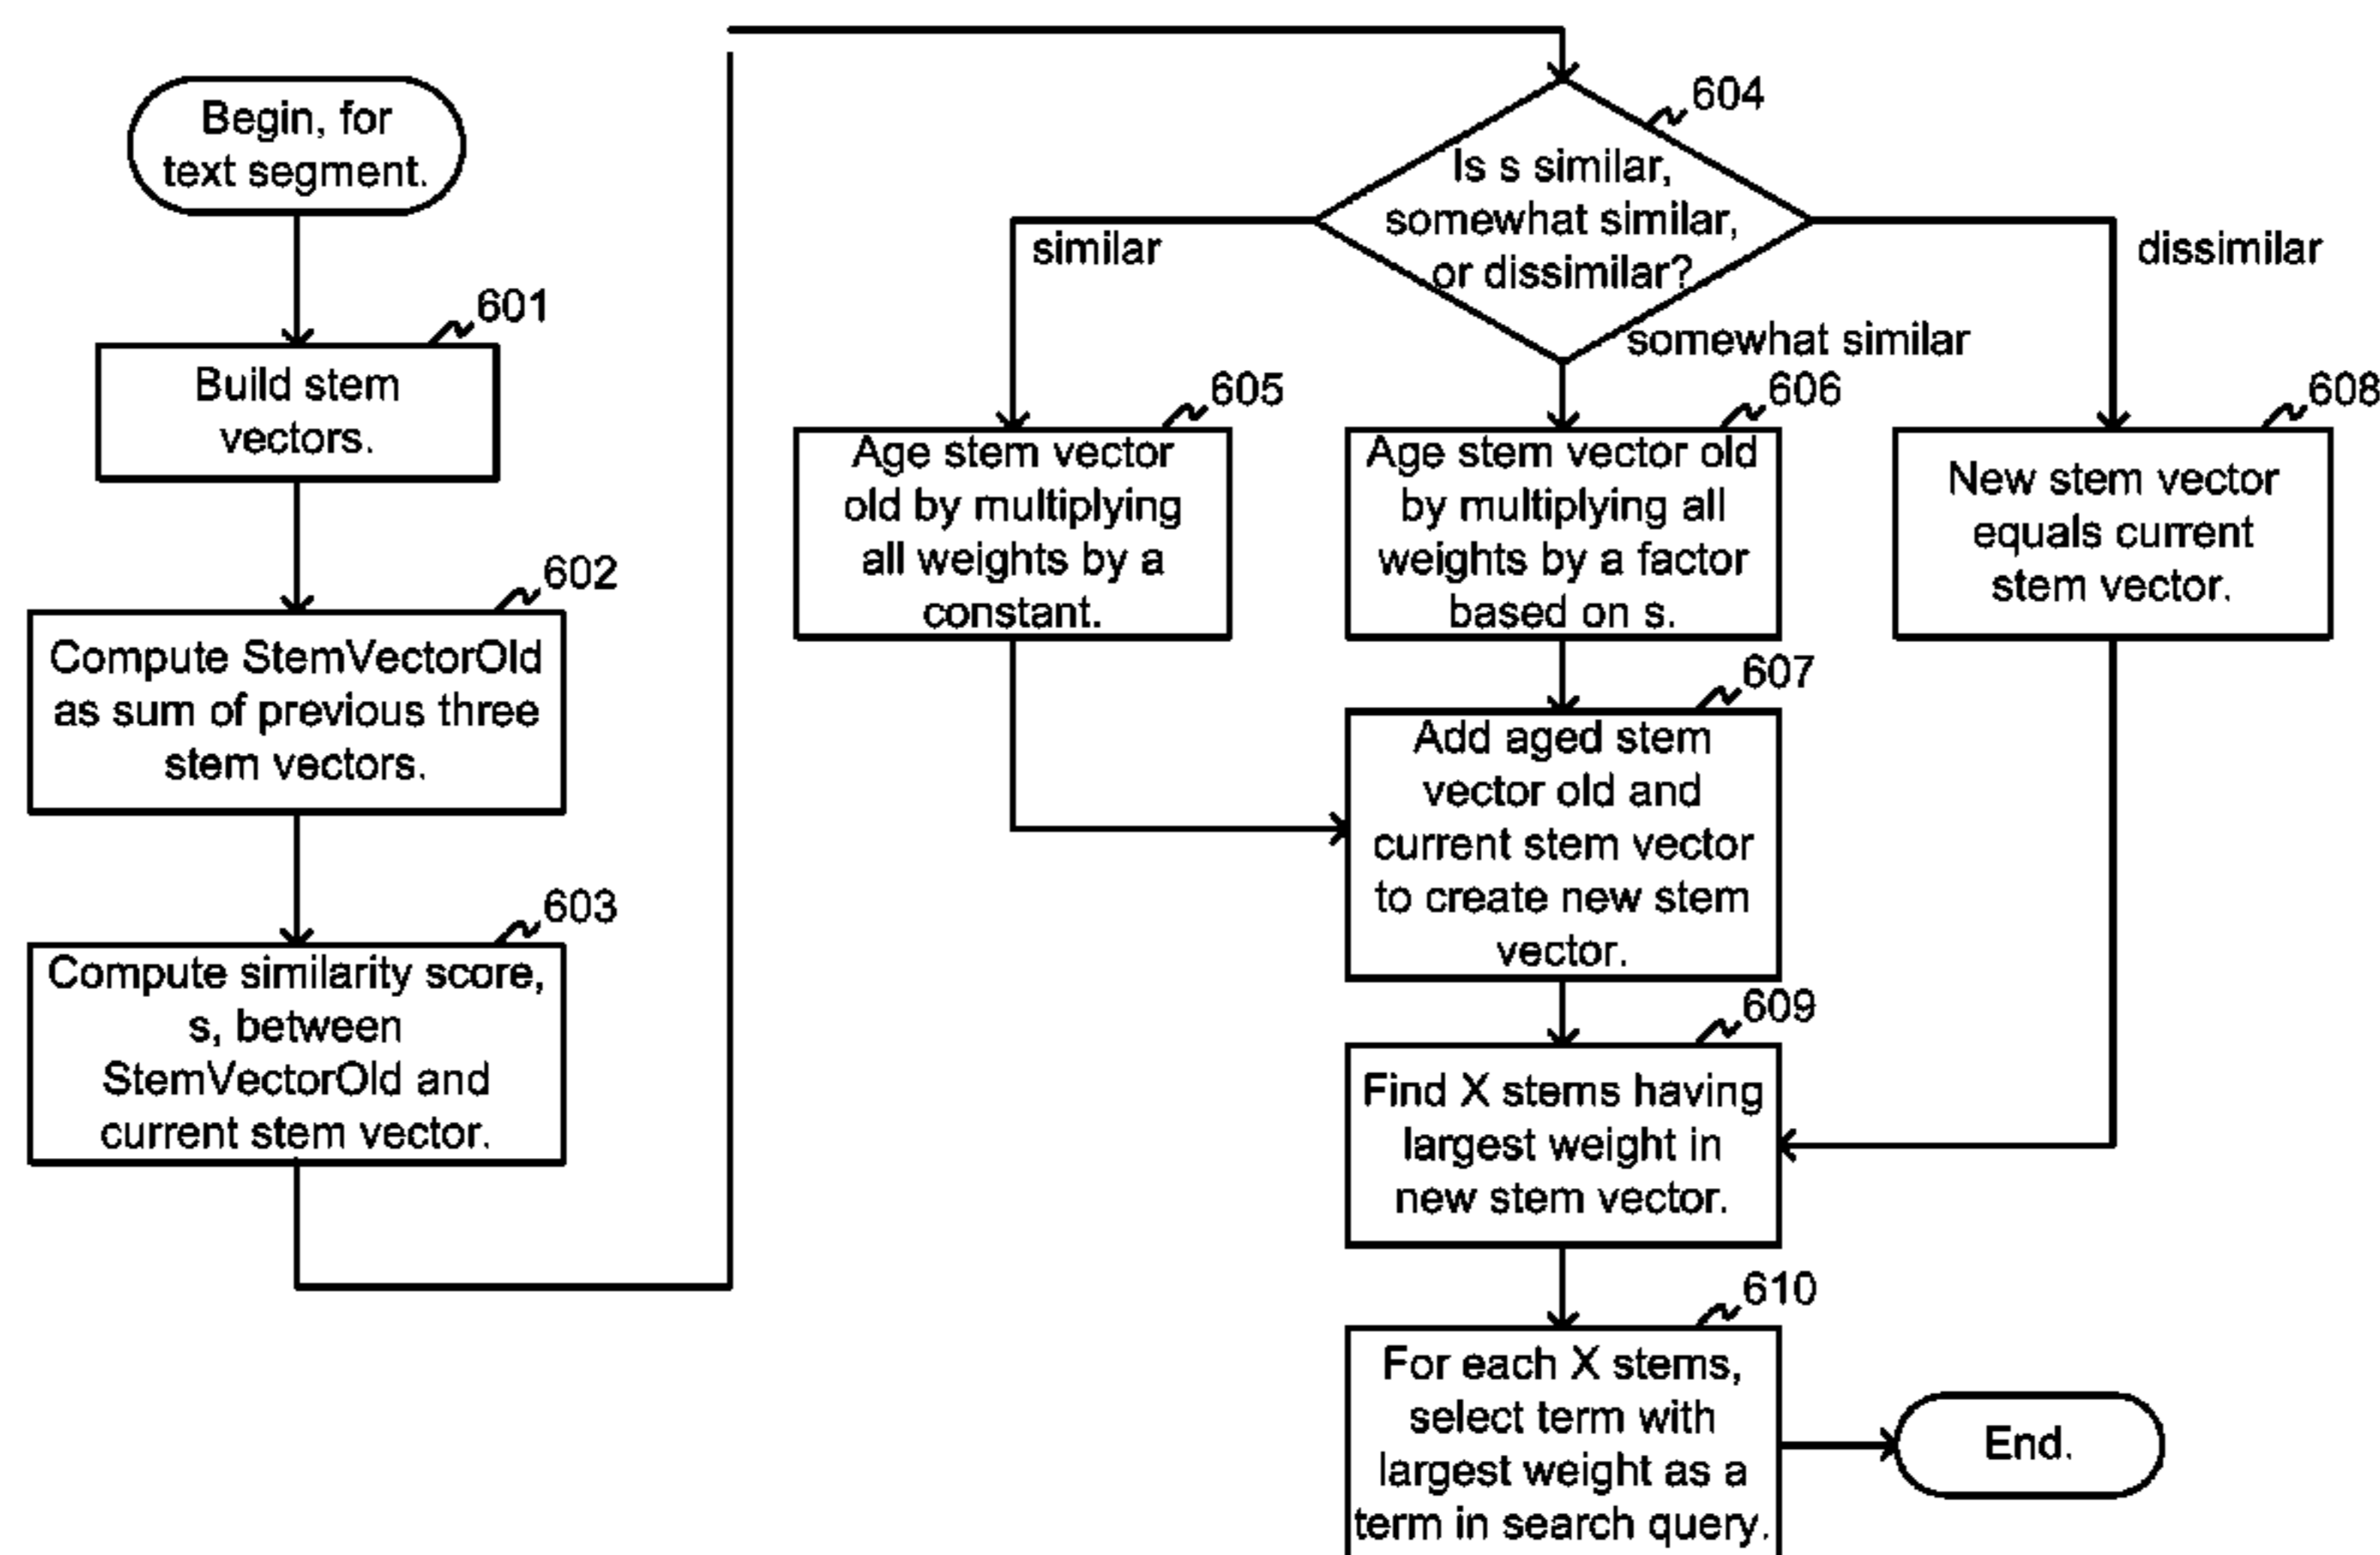 Begin, for
text segment.
601
Build stem
vectors.
602
Compute StemVectorOld
as sum of previous three
stem vectors.
603
Compute similarity score,
s, between
StemVectorOld and
current stem vector.
604
Is s similar,
somewhat similar,
or dissimilar?
similar
somewhat similar
dissimilar
605
Age stem vector
old by multiplying
all weights by a
constant.
606
Age stem vector old
by multiplying all
weights by a factor
based on s.
608
New stem vector
equals current
stem vector.
607
Add aged stem
vector old and
current stem vector
to create new stem
vector.
609
Find X stems having
largest weight in
new stem vector.
610
For each X stems,
select term with
largest weight as a
term in search query.
End.